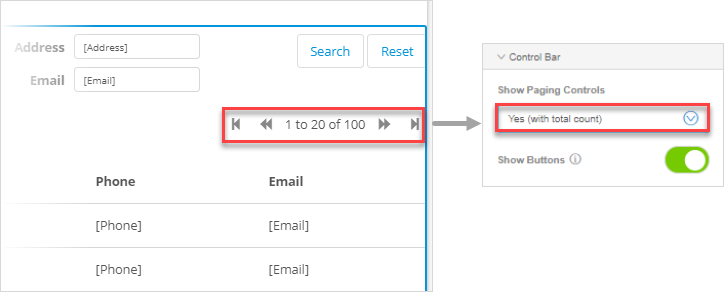 Address [Address]
Search Reset
Email [Email]
1 to 20 of 100
Phone Email
[Phone] [Email]
[Phone] [Email]
Control Bar
Show Paging Controls
Yes (with total count)
Show Buttons